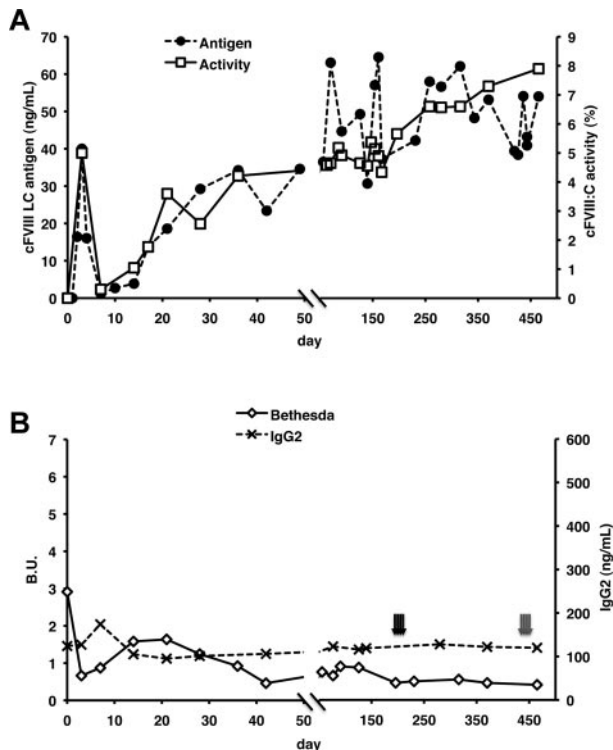 A
Antigen
Activity
cFVIII LC antigen (ng/mL)
70
60
50
40
30
20
10
0
cFVIII:C activity (%)
9
8
7
6
5
4
3
2
1
0
0 10 20 30 40 50 150 250 350 450
day
B
Bethesda
IgG2
B.U.
7
6
5
4
3
2
1
0
IgG2 (ng/mL)
600
500
400
300
200
100
0
0 10 20 30 40 50 150 250 350 450
day